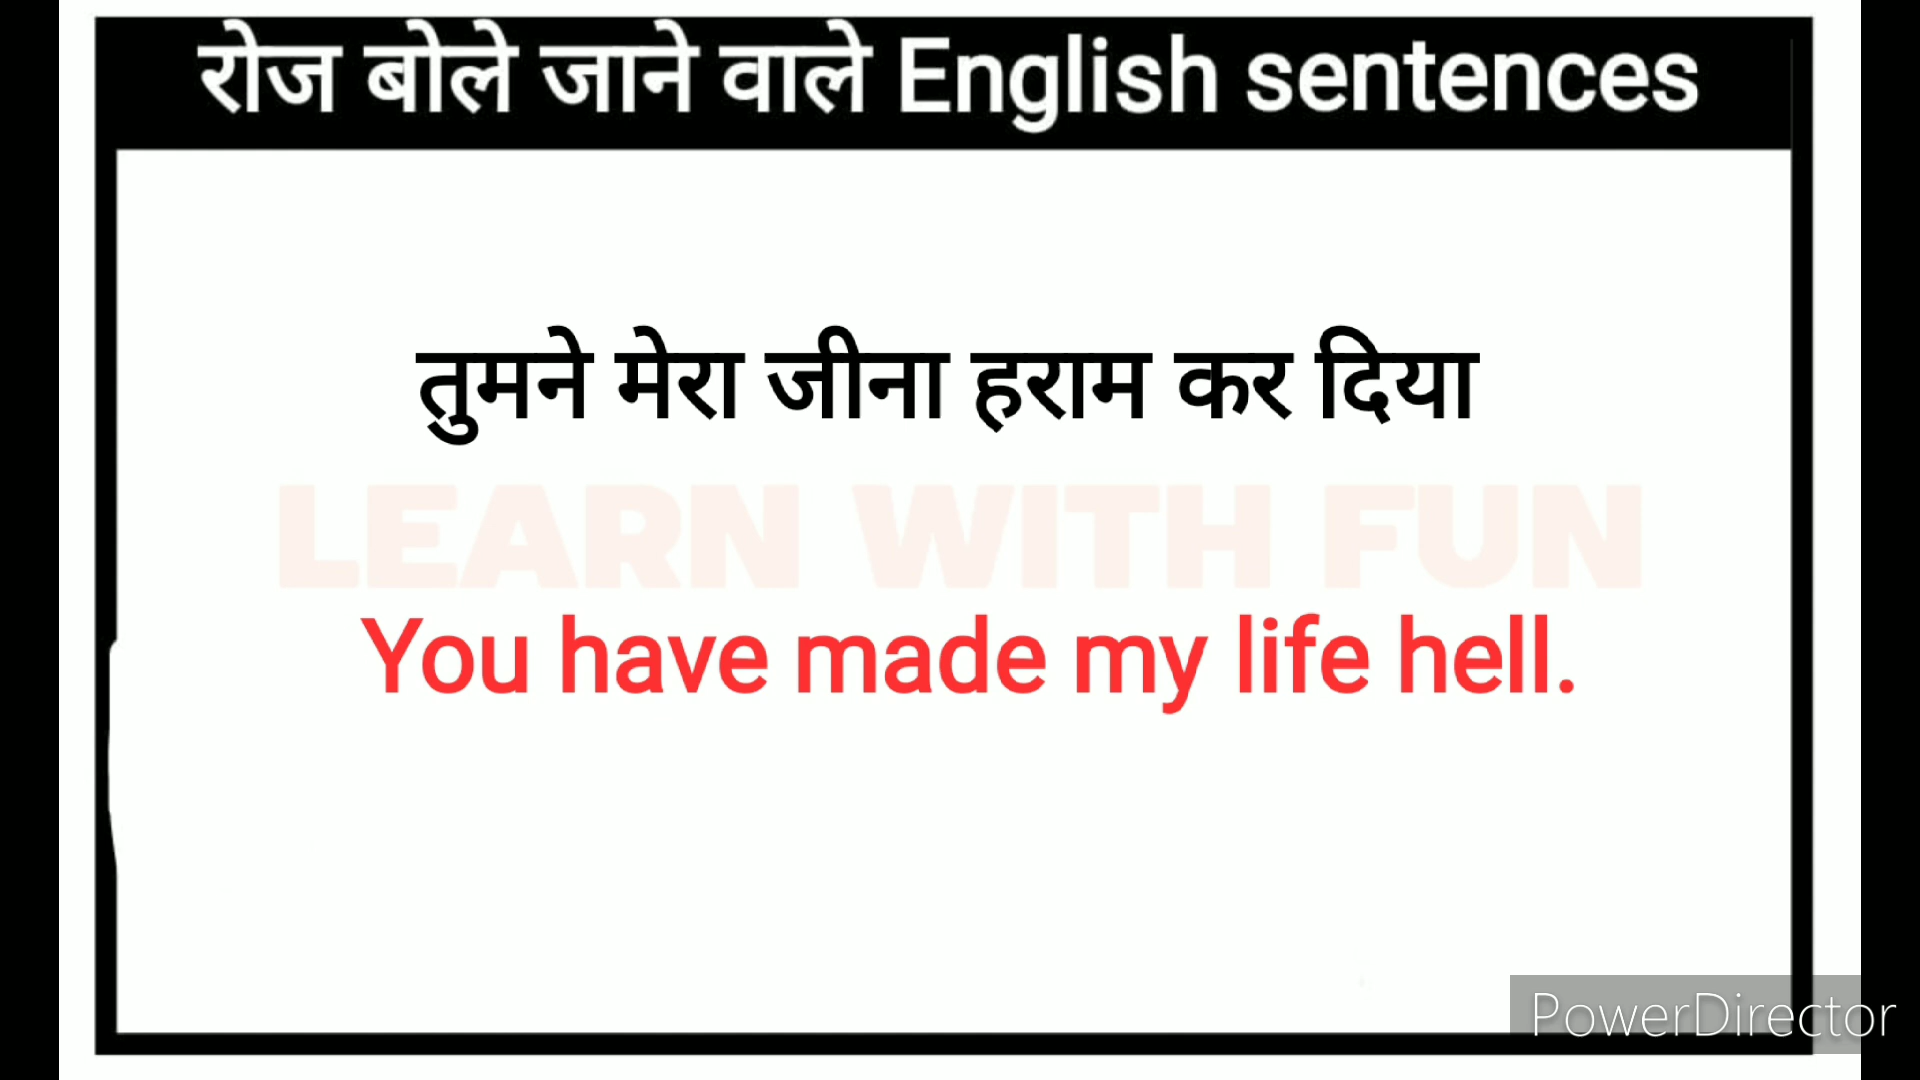 रोज बोले जाने वाले English sentences
तुमने मेरा जीना हराम कर दिया
LEARN WITH FUN
You have made my life hell.
PowerDirector